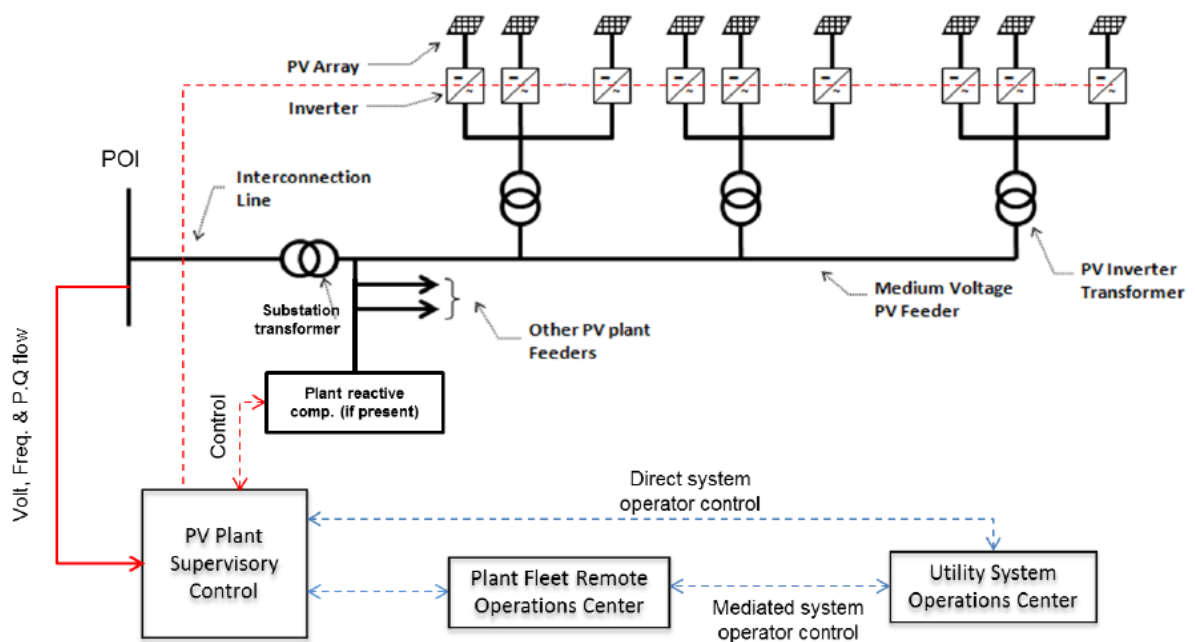 PV Array
Inverter
POI
Interconnection
Line
Substation
transformer
Other PV plant
Feeders
Medium Voltage
PV Feeder
PV Inverter
Transformer
Plant reactive
comp. (if present)
Volt, Freq. & P.Q flow
Control
PV Plant
Supervisory
Control
Direct system
operator control
Plant Fleet Remote
Operations Center
Mediated system
operator control
Utility System
Operations Center